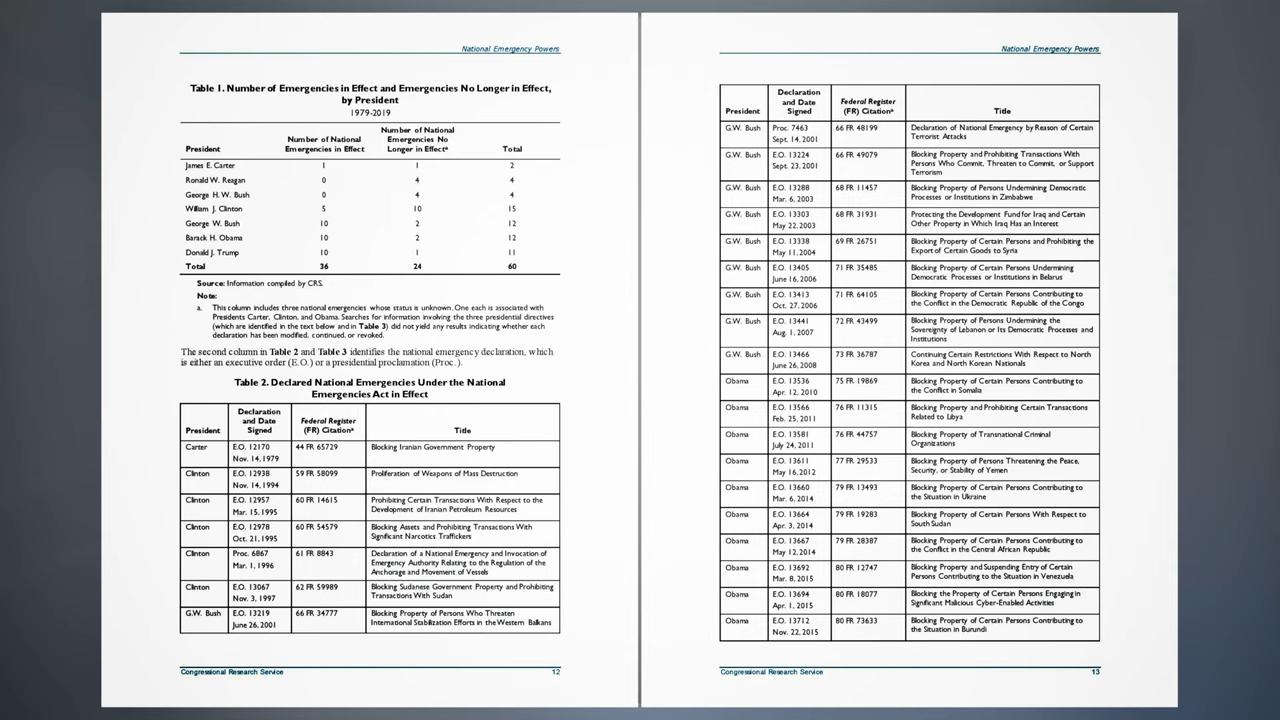 National Emergency Powers
Table 1. Number of Emergencies in Effect and Emergencies No Longer in Effect,
by President
1979-2019
President
Number of National
Emergencies in Effect
Number of National
Emergencies No
Longer in Effectᵃ
Total
James E. Carter 1 1 2
Ronald W. Reagan 0 4 4
George H. W. Bush 0 4 4
William J. Clinton 5 10 15
George W. Bush 10 2 12
Barack H. Obama 10 2 12
Donald J. Trump 10 1 11
Total 36 24 60
Source: Information compiled by CRS.
Note:
a. This column includes three national emergencies whose status is unknown. One each is associated with
Presidents Carter, Clinton, and Obama. Searches for information involving the three presidential directives
(which are identified in the text below and in Table 3) did not yield any results indicating whether each
declaration has been modified, continued, or revoked.
The second column in Table 2 and Table 3 identifies the national emergency declaration, which
is either an executive order (E.O.) or a presidential proclamation (Proc.).
Table 2. Declared National Emergencies Under the National
Emergencies Act in Effect
President
Declaration
and Date
Signed
Federal Register
(FR) Citationᵃ
Title
Carter E.O. 12170 44 FR 65729 Blocking Iranian Government Property
Nov. 14, 1979
Clinton E.O. 12938 59 FR 58099 Proliferation of Weapons of Mass Destruction
Nov. 14, 1994
Clinton E.O. 12957 60 FR 14615 Prohibiting Certain Transactions With Respect to the
Mar. 15, 1995 Development of Iranian Petroleum Resources
Clinton E.O. 12978 60 FR 54579 Blocking Assets and Prohibiting Transactions With
Oct. 21, 1995 Significant Narcotics Traffickers
Clinton Proc. 6867 61 FR 8843 Declaration of a National Emergency and Invocation of
Mar. 1, 1996 Emergency Authority Relating to the Regulation of the
Anchorage and Movement of Vessels
Clinton E.O. 13067 62 FR 59989 Blocking Sudanese Government Property and Prohibiting
Nov. 3, 1997 Transactions With Sudan
G.W. Bush E.O. 13219 66 FR 34777 Blocking Property of Persons Who Threaten
June 26, 2001 International Stabilization Efforts in the Western Balkans
Congressional Research Service 12
National Emergency Powers
President
Declaration
and Date
Signed
Federal Register
(FR) Citationᵃ
Title
G.W. Bush Proc. 7463 66 FR 48199 Declaration of National Emergency by Reason of Certain
Sept. 14, 2001 Terrorist Attacks
G.W. Bush E.O. 13224 66 FR 49079 Blocking Property and Prohibiting Transactions With
Sept. 23, 2001 Persons Who Commit, Threaten to Commit, or Support
Terrorism
G.W. Bush E.O. 13288 68 FR 11457 Blocking Property of Persons Undermining Democratic
Mar. 6, 2003 Processes or Institutions in Zimbabwe
G.W. Bush E.O. 13303 68 FR 31931 Protecting the Development Fund for Iraq and Certain
May 22, 2003 Other Property in Which Iraq Has an Interest
G.W. Bush E.O. 13338 69 FR 26751 Blocking Property of Certain Persons and Prohibiting the
May 11, 2004 Export of Certain Goods to Syria
G.W. Bush E.O. 13405 71 FR 35485 Blocking Property of Certain Persons Undermining
June 16, 2006 Democratic Processes or Institutions in Belarus
G.W. Bush E.O. 13413 71 FR 64105 Blocking Property of Certain Persons Contributing to
Oct. 27, 2006 the Conflict in the Democratic Republic of the Congo
G.W. Bush E.O. 13441 72 FR 43499 Blocking Property of Persons Undermining the
Aug. 1, 2007 Sovereignty of Lebanon or Its Democratic Processes and
Institutions
G.W. Bush E.O. 13466 73 FR 36787 Continuing Certain Restrictions With Respect to North
June 26, 2008 Korea and North Korean Nationals
Obama E.O. 13536 75 FR 19869 Blocking Property of Certain Persons Contributing to
Apr. 12, 2010 the Conflict in Somalia
Obama E.O. 13566 76 FR 11315 Blocking Property and Prohibiting Certain Transactions
Feb. 25, 2011 Related to Libya
Obama E.O. 13581 76 FR 44757 Blocking Property of Transnational Criminal
July 24, 2011 Organizations
Obama E.O. 13611 77 FR 29533 Blocking Property of Persons Threatening the Peace,
May 16, 2012 Security, or Stability of Yemen
Obama E.O. 13660 79 FR 13493 Blocking Property of Certain Persons Contributing to
Mar. 6, 2014 the Situation in Ukraine
Obama E.O. 13664 79 FR 19283 Blocking Property of Certain Persons With Respect to
Apr. 3, 2014 South Sudan
Obama E.O. 13667 79 FR 28387 Blocking Property of Certain Persons Contributing to
May 12, 2014 the Conflict in the Central African Republic
Obama E.O. 13692 80 FR 12747 Blocking Property and Suspending Entry of Certain
Mar. 8, 2015 Persons Contributing to the Situation in Venezuela
Obama E.O. 13694 80 FR 18077 Blocking the Property of Certain Persons Engaging in
Apr. 1, 2015 Significant Malicious Cyber-Enabled Activities
Obama E.O. 13712 80 FR 73633 Blocking Property of Certain Persons Contributing to
Nov. 22, 2015 the Situation in Burundi
Congressional Research Service 13